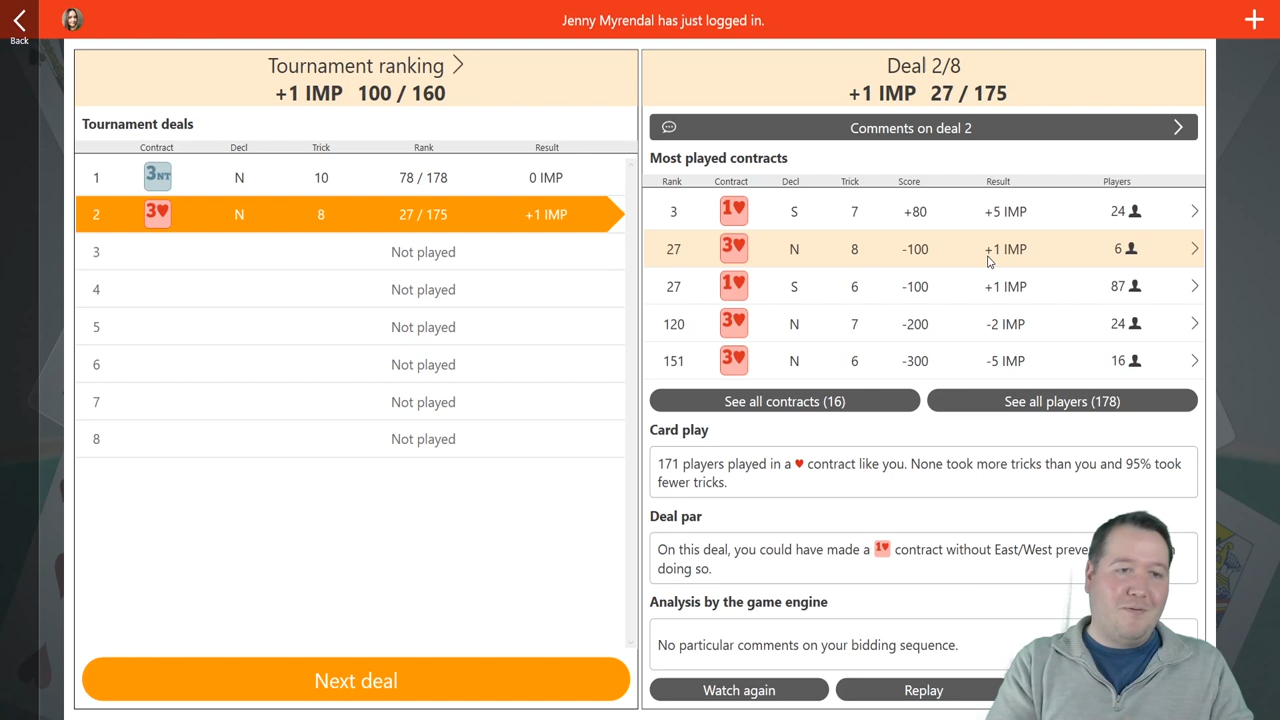 Jenny Myrendal has just logged in.
Back
Tournament ranking
+1 IMP 100 / 160
Tournament deals
Contract Decl Trick Rank Result
1 3NT N 10 78 / 178 0 IMP
2 3♥ N 8 27 / 175 +1 IMP
3 Not played
4 Not played
5 Not played
6 Not played
7 Not played
8 Not played
Next deal
Deal 2/8
+1 IMP 27 / 175
Comments on deal 2
Most played contracts
Rank Contract Decl Trick Score Result Players
3 1♥ S 7 +80 +5 IMP 24
27 3♥ N 8 -100 +1 IMP 6
27 1♥ S 6 -100 +1 IMP 87
120 3♥ N 7 -200 -2 IMP 24
151 3♥ N 6 -300 -5 IMP 16
See all contracts (16) See all players (178)
Card play
171 players played in a ♥ contract like you. None took more tricks than you and 95% took
fewer tricks.
Deal par
On this deal, you could have made a 1♥ contract without East/West
doing so.
Analysis by the game engine
No particular comments on your bidding sequence.
Watch again Replay